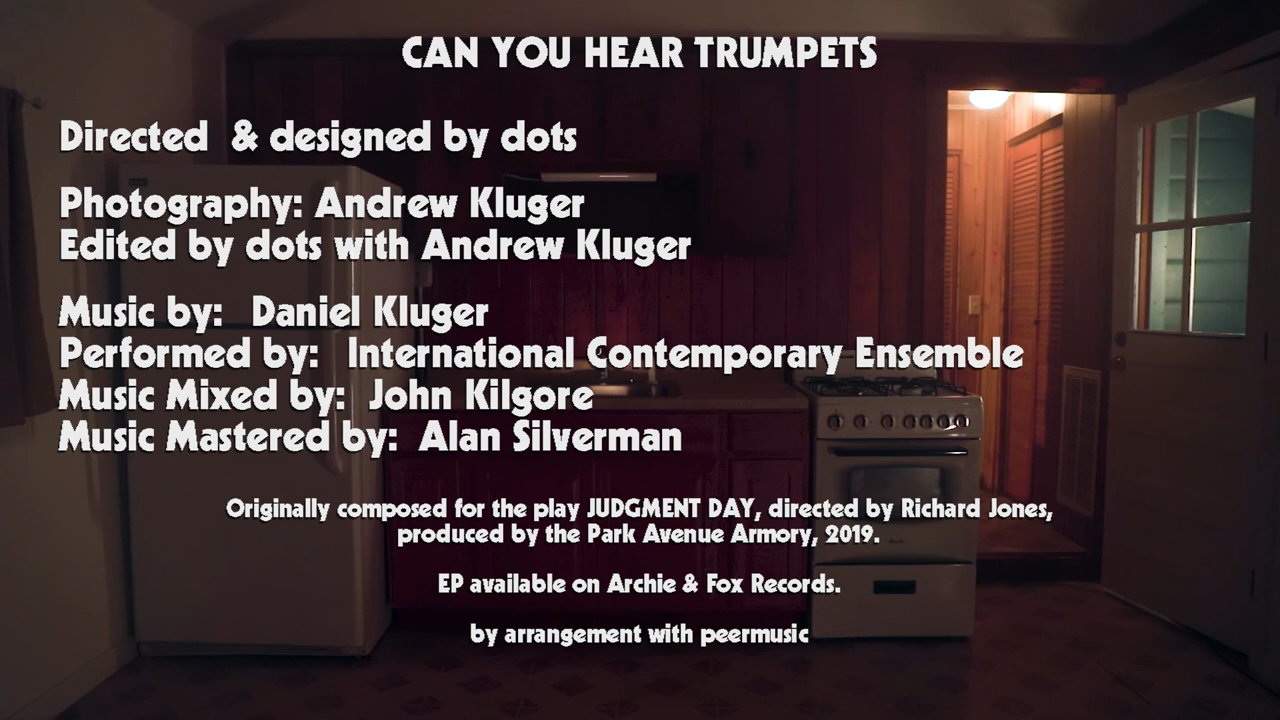 CAN YOU HEAR TRUMPETS
Directed & designed by dots
Photography: Andrew Kluger
Edited by dots with Andrew Kluger
Music by: Daniel Kluger
Performed by: International Contemporary Ensemble
Music Mixed by: John Kilgore
Music Mastered by: Alan Silverman
Originally composed for the play JUDGMENT DAY, directed by Richard Jones,
produced by the Park Avenue Armory, 2019.
EP available on Archie & Fox Records.
by arrangement with peermusic